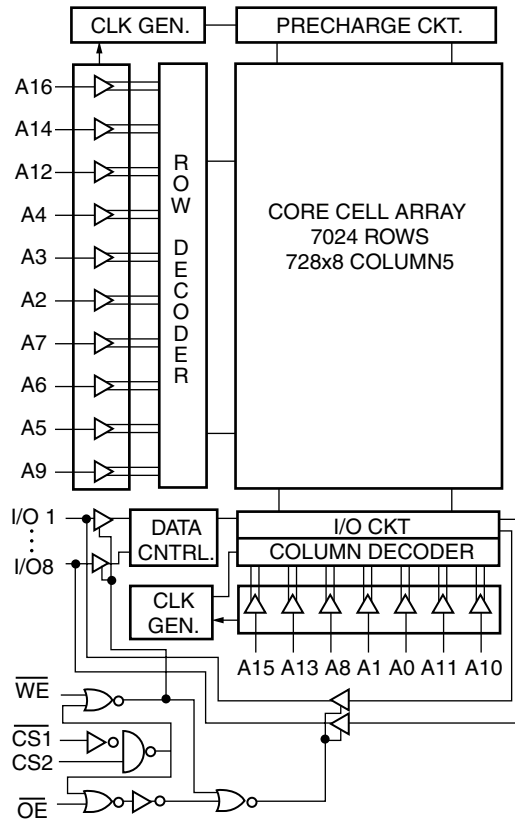 CLK GEN.
PRECHARGE CKT.
A16
A14
A12
A4
A3
A2
A7
A6
A5
A9
ROW DECODER
CORE CELL ARRAY
7024 ROWS
728x8 COLUMN5
I/O 1
I/O8
DATA
CNTRL.
I/O CKT
COLUMN DECODER
CLK
GEN.
A15 A13 A8 A1 A0 A11 A10
WE
CS1
CS2
OE